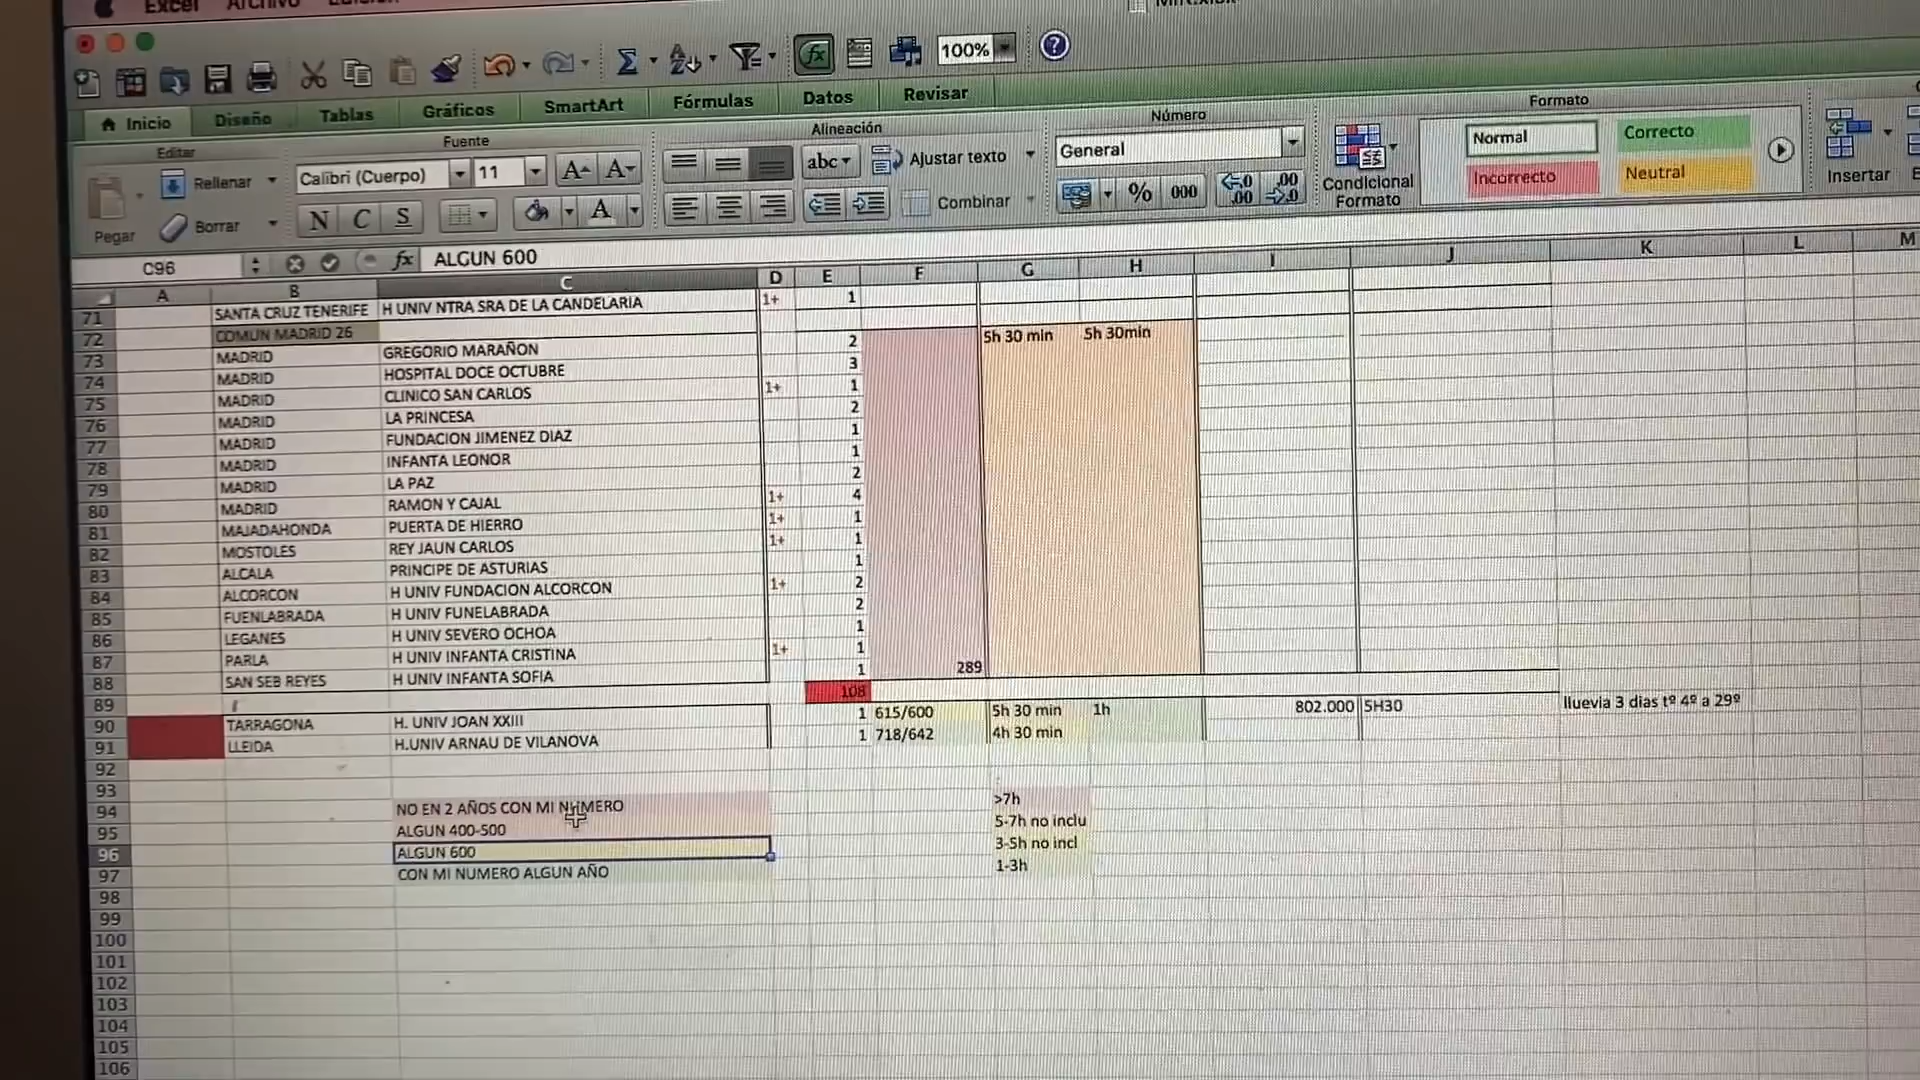 Excel Archivo
100%
Inicio Diseño Tablas Gráficos SmartArt Fórmulas Datos Revisar
Editar Fuente Alineación Número Formato
Rellenar Calibri (Cuerpo) 11 A A abc Ajustar texto General Normal Correcto
Pegar Borrar N C S A Combinar % 000 Condicional Formato Incorrecto Neutral Insertar
C96 fx ALGUN 600
A B C D E F G H I J K L M
71 SANTA CRUZ TENERIFE H UNIV NTRA SRA DE LA CANDELARIA 1+ 1
72 COMUN MADRID 26
73 MADRID GREGORIO MARAÑON 2 5h 30 min 5h 30min
74 MADRID HOSPITAL DOCE OCTUBRE 3
75 MADRID CLINICO SAN CARLOS 1+ 1
76 MADRID LA PRINCESA 2
77 MADRID FUNDACION JIMENEZ DIAZ 1
78 MADRID INFANTA LEONOR 1
79 MADRID LA PAZ 2
80 MADRID RAMON Y CAJAL 1+ 4
81 MAJADAHONDA PUERTA DE HIERRO 1+ 1
82 MOSTOLES REY JAUN CARLOS 1+ 1
83 ALCALA PRINCIPE DE ASTURIAS 1
84 ALCORCON H UNIV FUNDACION ALCORCON 1+ 2
85 FUENLABRADA H UNIV FUNELABRADA 2
86 LEGANES H UNIV SEVERO OCHOA 1
87 PARLA H UNIV INFANTA CRISTINA 1+ 1
88 SAN SEB REYES H UNIV INFANTA SOFIA 1 289
89 108
90 TARRAGONA H. UNIV JOAN XXIII 1 615/600 5h 30 min 1h 802.000 5H30 lluevia 3 dias tº 4º a 29º
91 LLEIDA H.UNIV ARNAU DE VILANOVA 1 718/642 4h 30 min
92
93
94 NO EN 2 AÑOS CON MI NUMERO >7h
95 ALGUN 400-500 5-7h no inclu
96 ALGUN 600 3-5h no incl
97 CON MI NUMERO ALGUN AÑO 1-3h
98
99
100
101
102
103
104
105
106